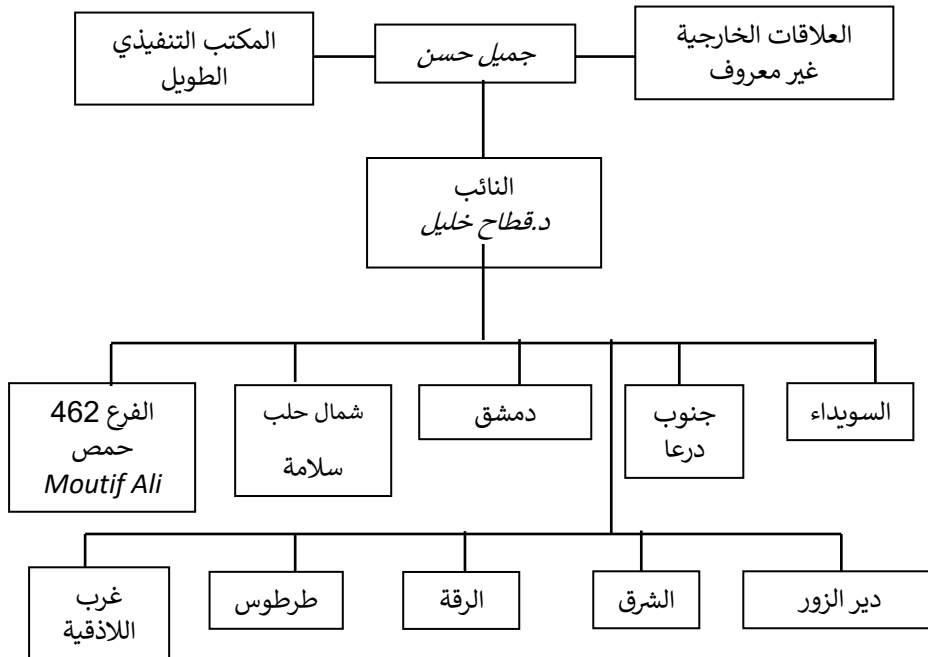 العلاقات الخارجية
غير معروف
جميل حسن
المكتب التنفيذي
الطويل
النائب
د.قطاح خليل
السويداء
جنوب
درعا
دمشق
شمال حلب
سلامة
الفرع 462
حمص
Moutif Ali
دير الزور
الشرق
الرقة
طرطوس
غرب
اللاذقية